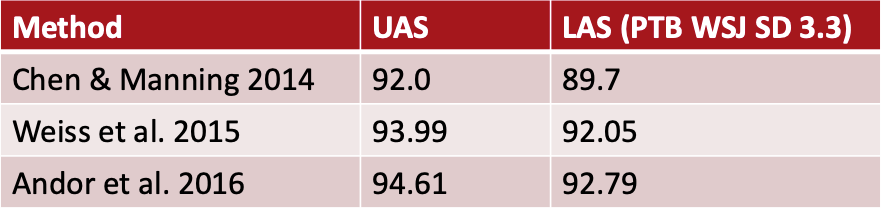 Method UAS LAS (PTB WSJ SD 3.3)
Chen & Manning 2014 92.0 89.7
Weiss et al. 2015 93.99 92.05
Andor et al. 2016 94.61 92.79